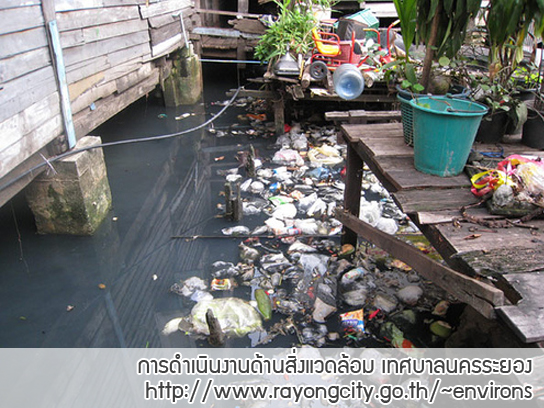 การดำเนินงานด้านสิ่งแวดล้อม เทศบาลนครระยอง
http://www.rayongcity.go.th/~environs